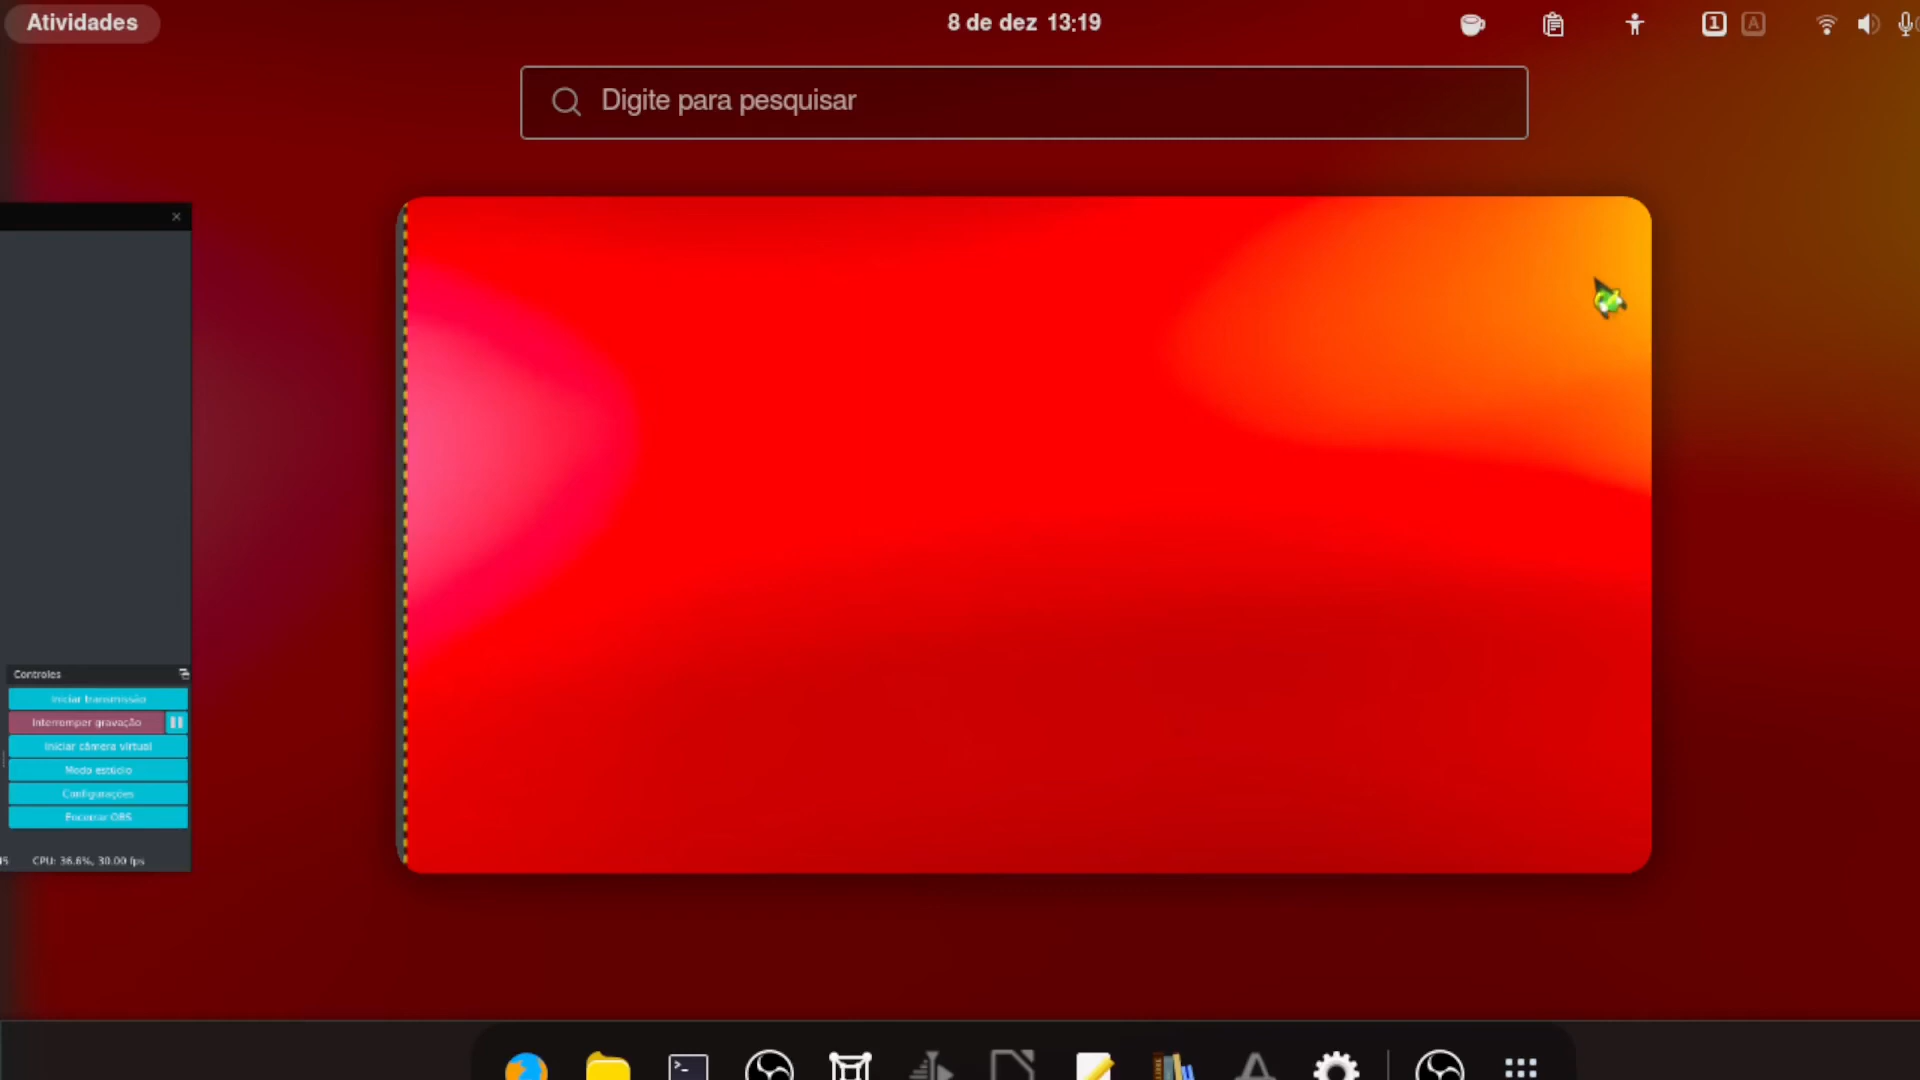 Atividades
8 de dez 13:19
1
A
Digite para pesquisar
Controles
Iniciar transmissão
Interromper gravação
Iniciar câmera virtual
Modo estúdio
Configurações
Encerrar OBS
CPU: 36.6%, 30.00 fps